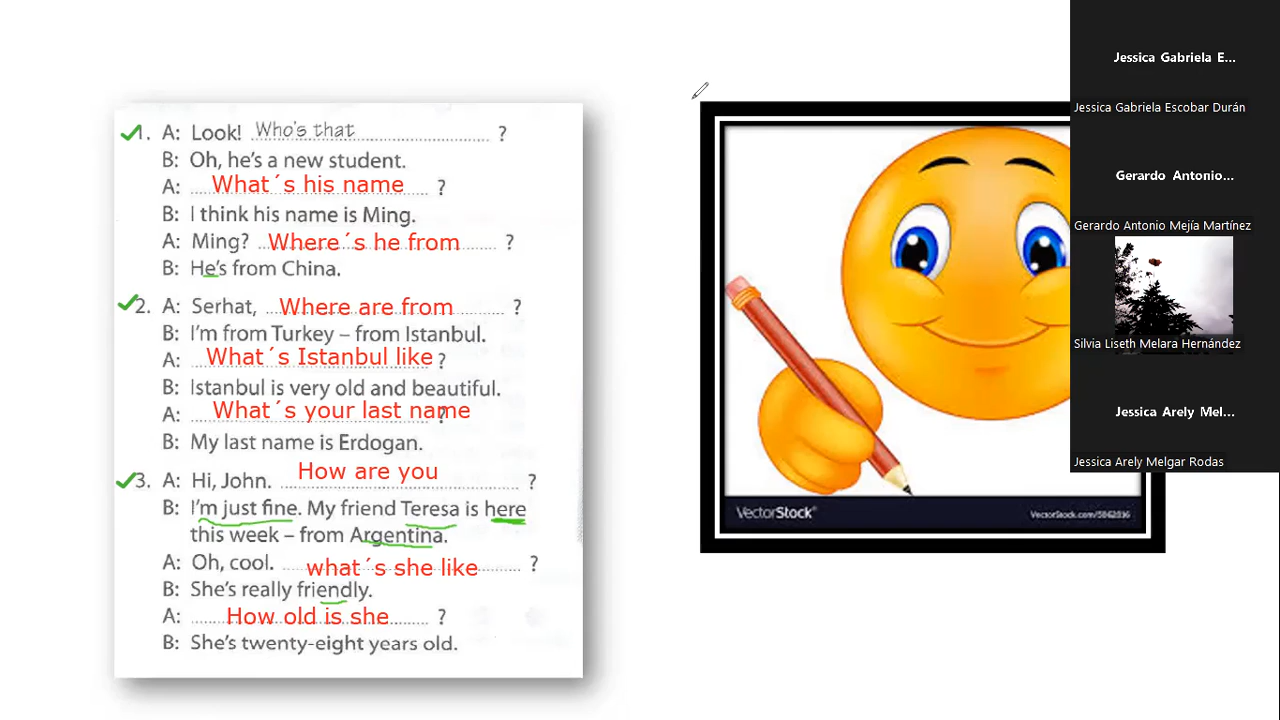 1. A: Look! Who's that ?
B: Oh, he's a new student.
A: What´s his name ?
B: I think his name is Ming.
A: Ming? Where´s he from ?
B: He's from China.
2. A: Serhat, Where are from ?
B: I'm from Turkey – from Istanbul.
A: What´s Istanbul like ?
B: Istanbul is very old and beautiful.
A: What´s your last name ?
B: My last name is Erdogan.
3. A: Hi, John. How are you ?
B: I'm just fine. My friend Teresa is here
this week – from Argentina.
A: Oh, cool. what´s she like ?
B: She's really friendly.
A: How old is she ?
B: She's twenty-eight years old.
VectorStock®
VectorStock.com/5862816
Jessica Gabriela E...
Jessica Gabriela Escobar Durán
Gerardo Antonio...
Gerardo Antonio Mejía Martínez
Silvia Liseth Melara Hernández
Jessica Arely Mel...
Jessica Arely Melgar Rodas